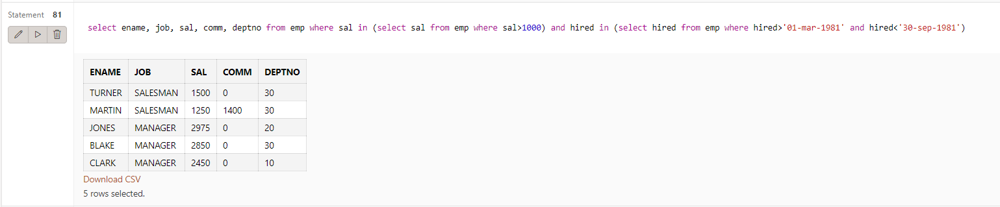 Statement 81
select ename, job, sal, comm, deptno from emp where sal in (select sal from emp where sal>1000) and hired in (select hired from emp where hired>'01-mar-1981' and hired<'30-sep-1981')
ENAME JOB SAL COMM DEPTNO
TURNER SALESMAN 1500 0 30
MARTIN SALESMAN 1250 1400 30
JONES MANAGER 2975 0 20
BLAKE MANAGER 2850 0 30
CLARK MANAGER 2450 0 10
Download CSV
5 rows selected.